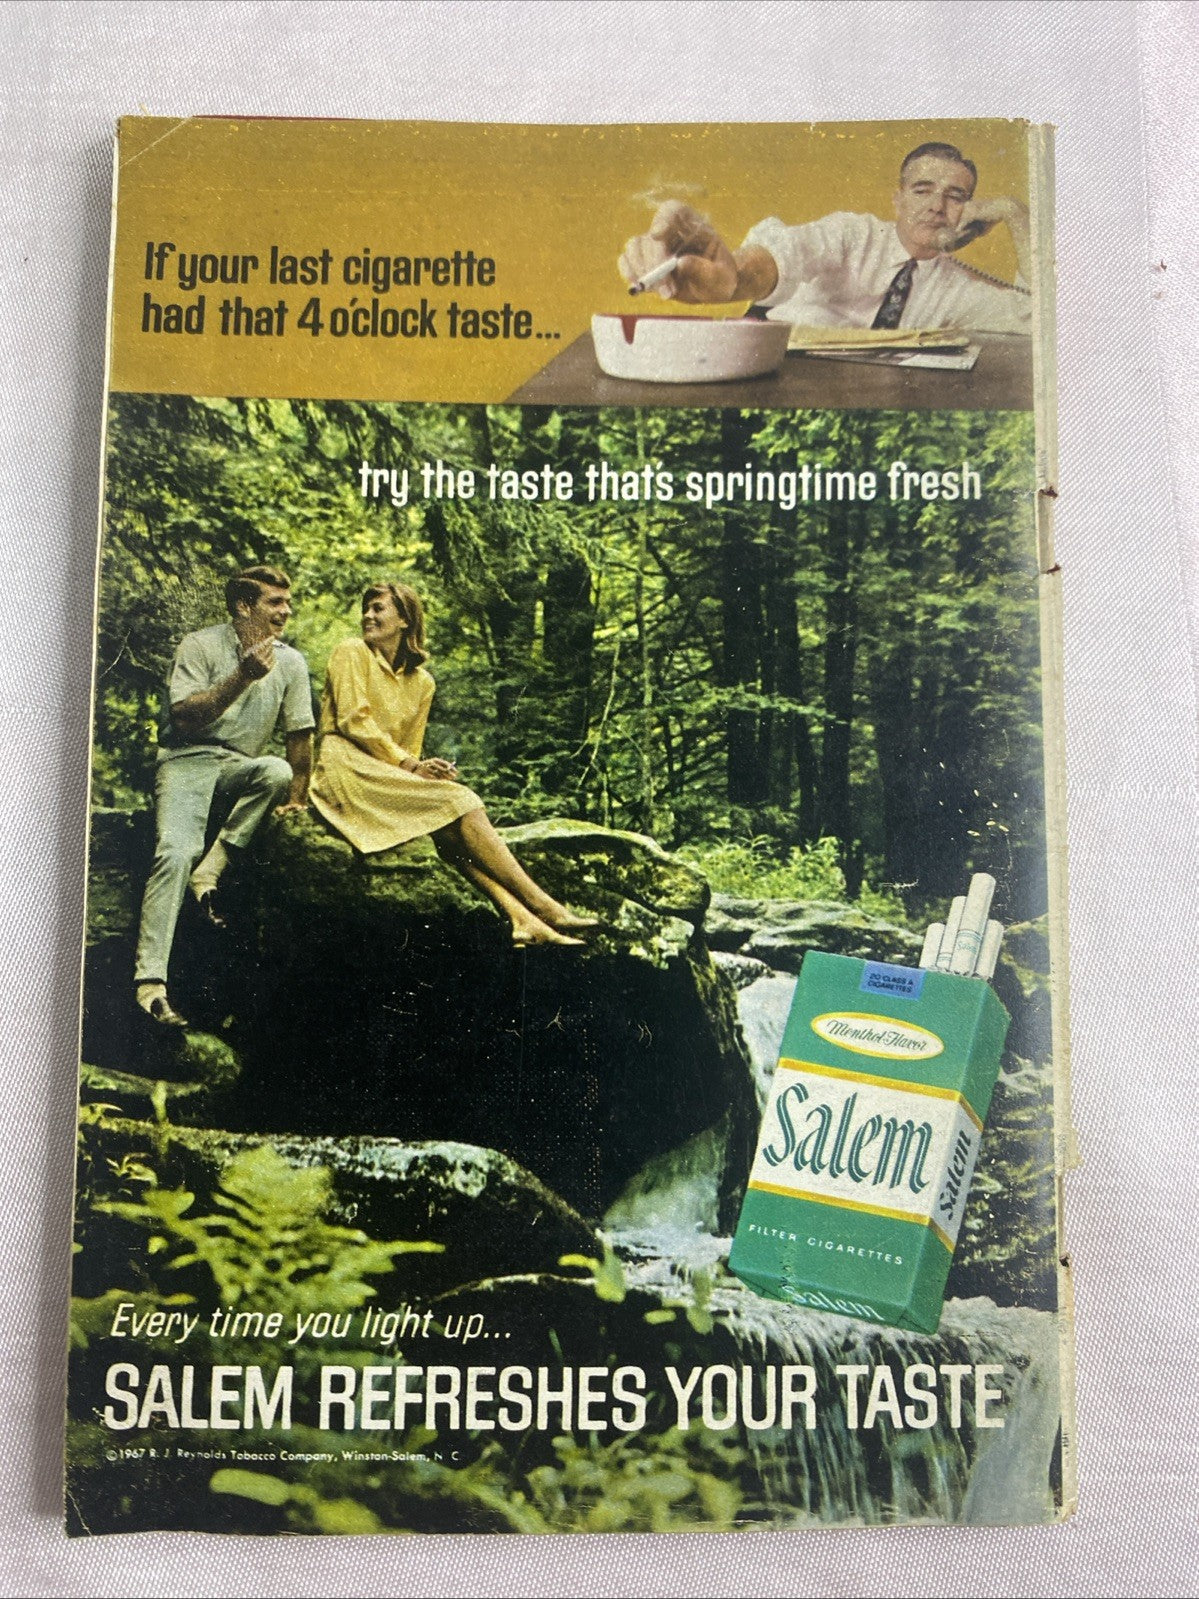 If your last cigarette
had that 4 o'clock taste...
try the taste that's springtime fresh
20 CLASS A
CIGARETTES
Menthol-Flavor
Salem
Salem
FILTER CIGARETTES
Salem
Every time you light up...
SALEM REFRESHES YOUR TASTE
©1967 R. J. Reynolds Tobacco Company, Winston-Salem, N C